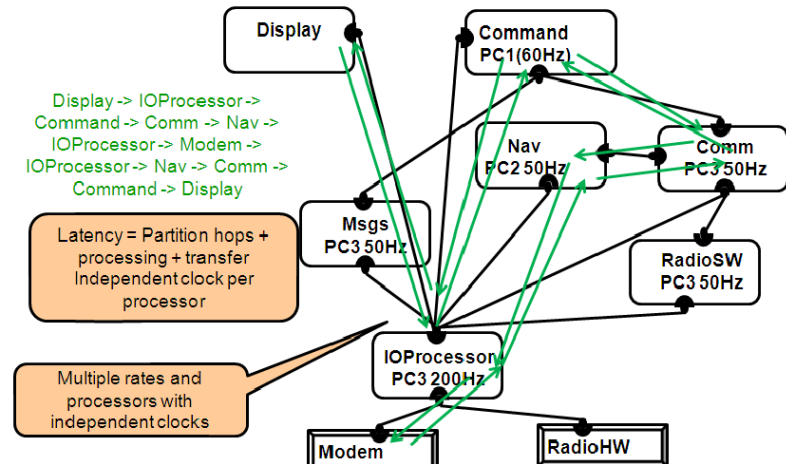 Display
Command
PC1(60Hz)
Display -> IOProcessor ->
Command -> Comm -> Nav ->
IOProcessor -> Modem ->
IOProcessor -> Nav -> Comm ->
Command -> Display
Nav
PC2 50Hz
Comm
PC3 50Hz
Msgs
PC3 50Hz
Latency = Partition hops +
processing + transfer
Independent clock per
processor
RadioSW
PC3 50Hz
IOProcessor
PC3 200Hz
Multiple rates and
processors with
independent clocks
Modem
RadioHW